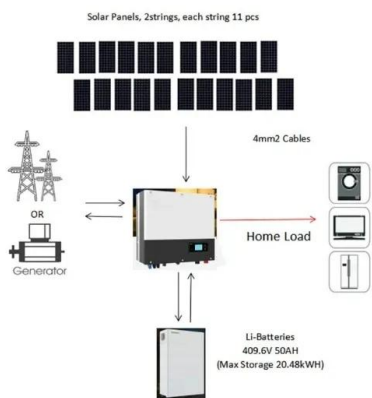 Solar Panels, 2strings, each string 11 pcs
4mm2 Cables
OR
Home Load
Generator
Li-Batteries
409.6V 50AH
(Max Storage 20.48kWH)